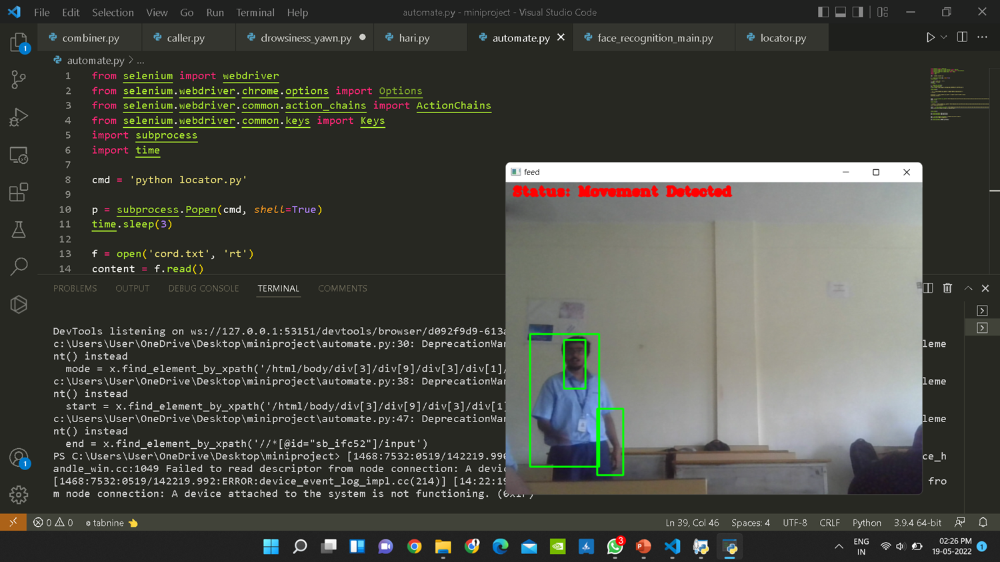 File Edit Selection View Go Run Terminal Help automate.py - miniproject - Visual Studio Code
combiner.py caller.py drowsiness_yawn.py hari.py automate.py face_recognition_main.py locator.py
automate.py > ...
1 from selenium import webdriver
2 from selenium.webdriver.chrome.options import Options
3 from selenium.webdriver.common.action_chains import ActionChains
4 from selenium.webdriver.common.keys import Keys
5 import subprocess
6 import time
7
8 cmd = 'python locator.py'
9
10 p = subprocess.Popen(cmd, shell=True)
11 time.sleep(3)
12
13 f = open('cord.txt', 'rt')
14 content = f.read()
feed
Status: Movement Detected
PROBLEMS OUTPUT DEBUG CONSOLE TERMINAL COMMENTS
DevTools listening on ws://127.0.0.1:53151/devtools/browser/d092f9d9-613a
c:\Users\User\OneDrive\Desktop\miniproject\automate.py:30: DeprecationWa leme
nt() instead
mode = x.find_element_by_xpath('/html/body/div[3]/div[9]/div[3]/div[1]/
c:\Users\User\OneDrive\Desktop\miniproject\automate.py:38: DeprecationWa leme
nt() instead
start = x.find_element_by_xpath('/html/body/div[3]/div[9]/div[3]/div[1]
c:\Users\User\OneDrive\Desktop\miniproject\automate.py:47: DeprecationWa leme
nt() instead
end = x.find_element_by_xpath('//*[@id="sb_ifc52"]/input')
PS C:\Users\User\OneDrive\Desktop\miniproject> [1468:7532:0519/142219.990 ce_h
andle_win.cc:1049 Failed to read descriptor from node connection: A devi
[1468:7532:0519/142219.992:ERROR:device_event_log_impl.cc(214)] [14:22:19 fro
m node connection: A device attached to the system is not functioning. (0x1F)
1
1
0 0 tabnine Ln 39, Col 46 Spaces: 4 UTF-8 CRLF Python 3.9.4 64-bit
3
ENG
IN
02:26 PM
19-05-2022
1